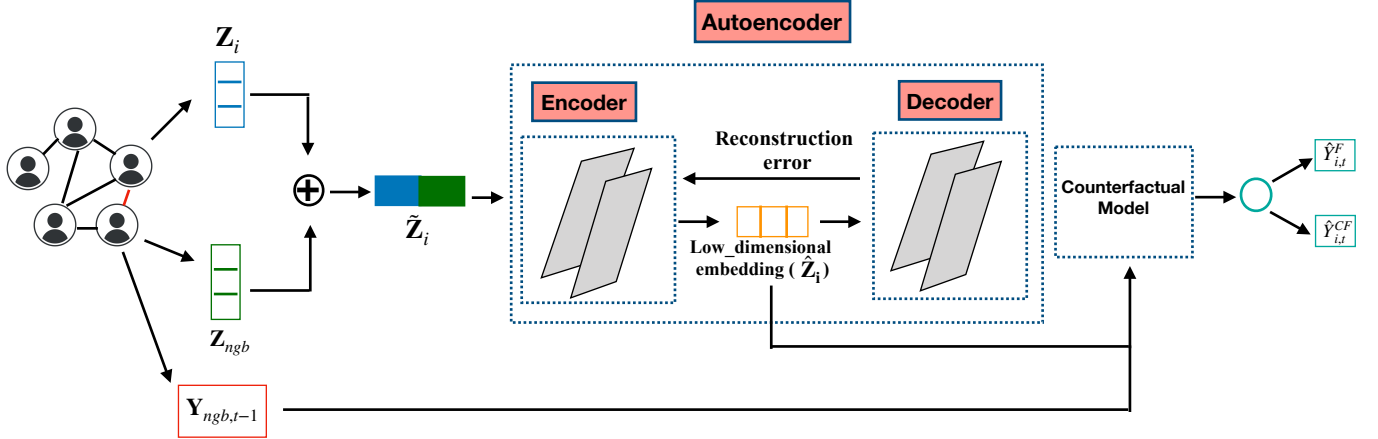 Autoencoder
Z_i
Encoder
Decoder
Reconstruction
error
Ŷ^F_{i,t}
Counterfactual
Model
Z̃_i
Low_dimensional
embedding ( Ẑ_i)
Ŷ^{CF}_{i,t}
Z_{ngb}
Y_{ngb,t−1}